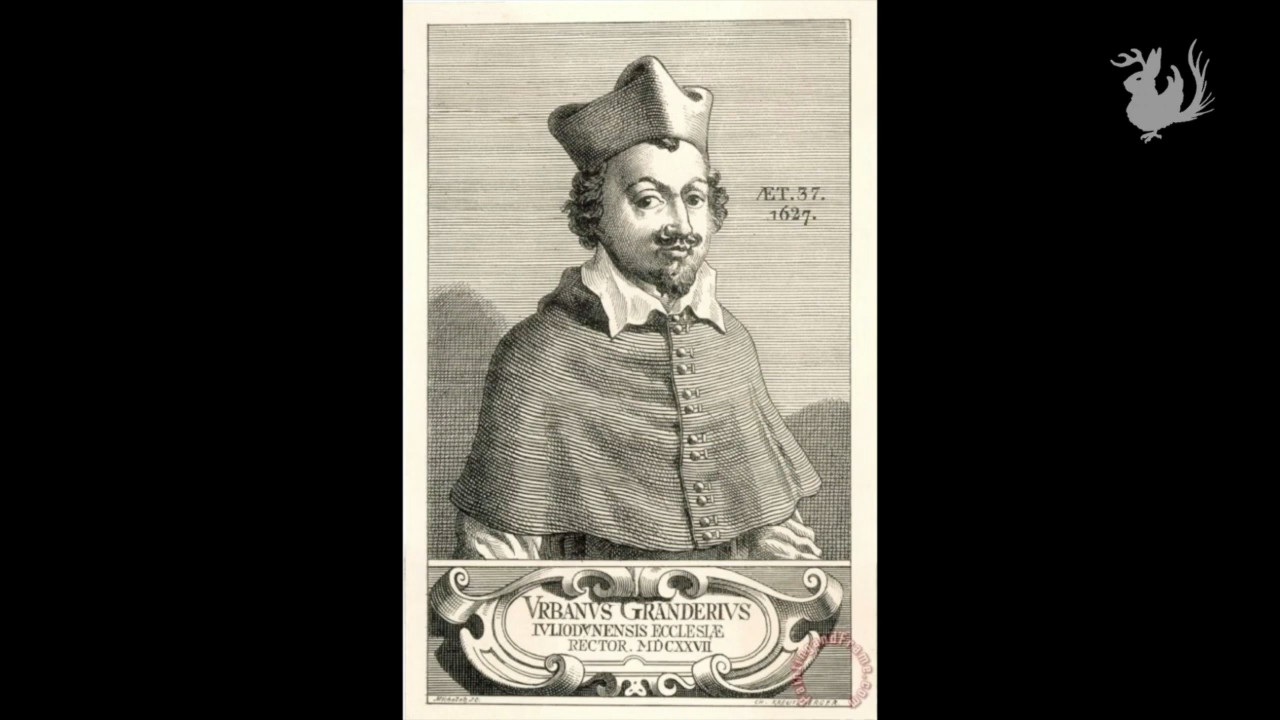 ÆT. 37.
1627.
VRBANVS GRANDERIVS
IVLIODVNENSIS ECCLESIÆ
RECTOR. MDCXXVII